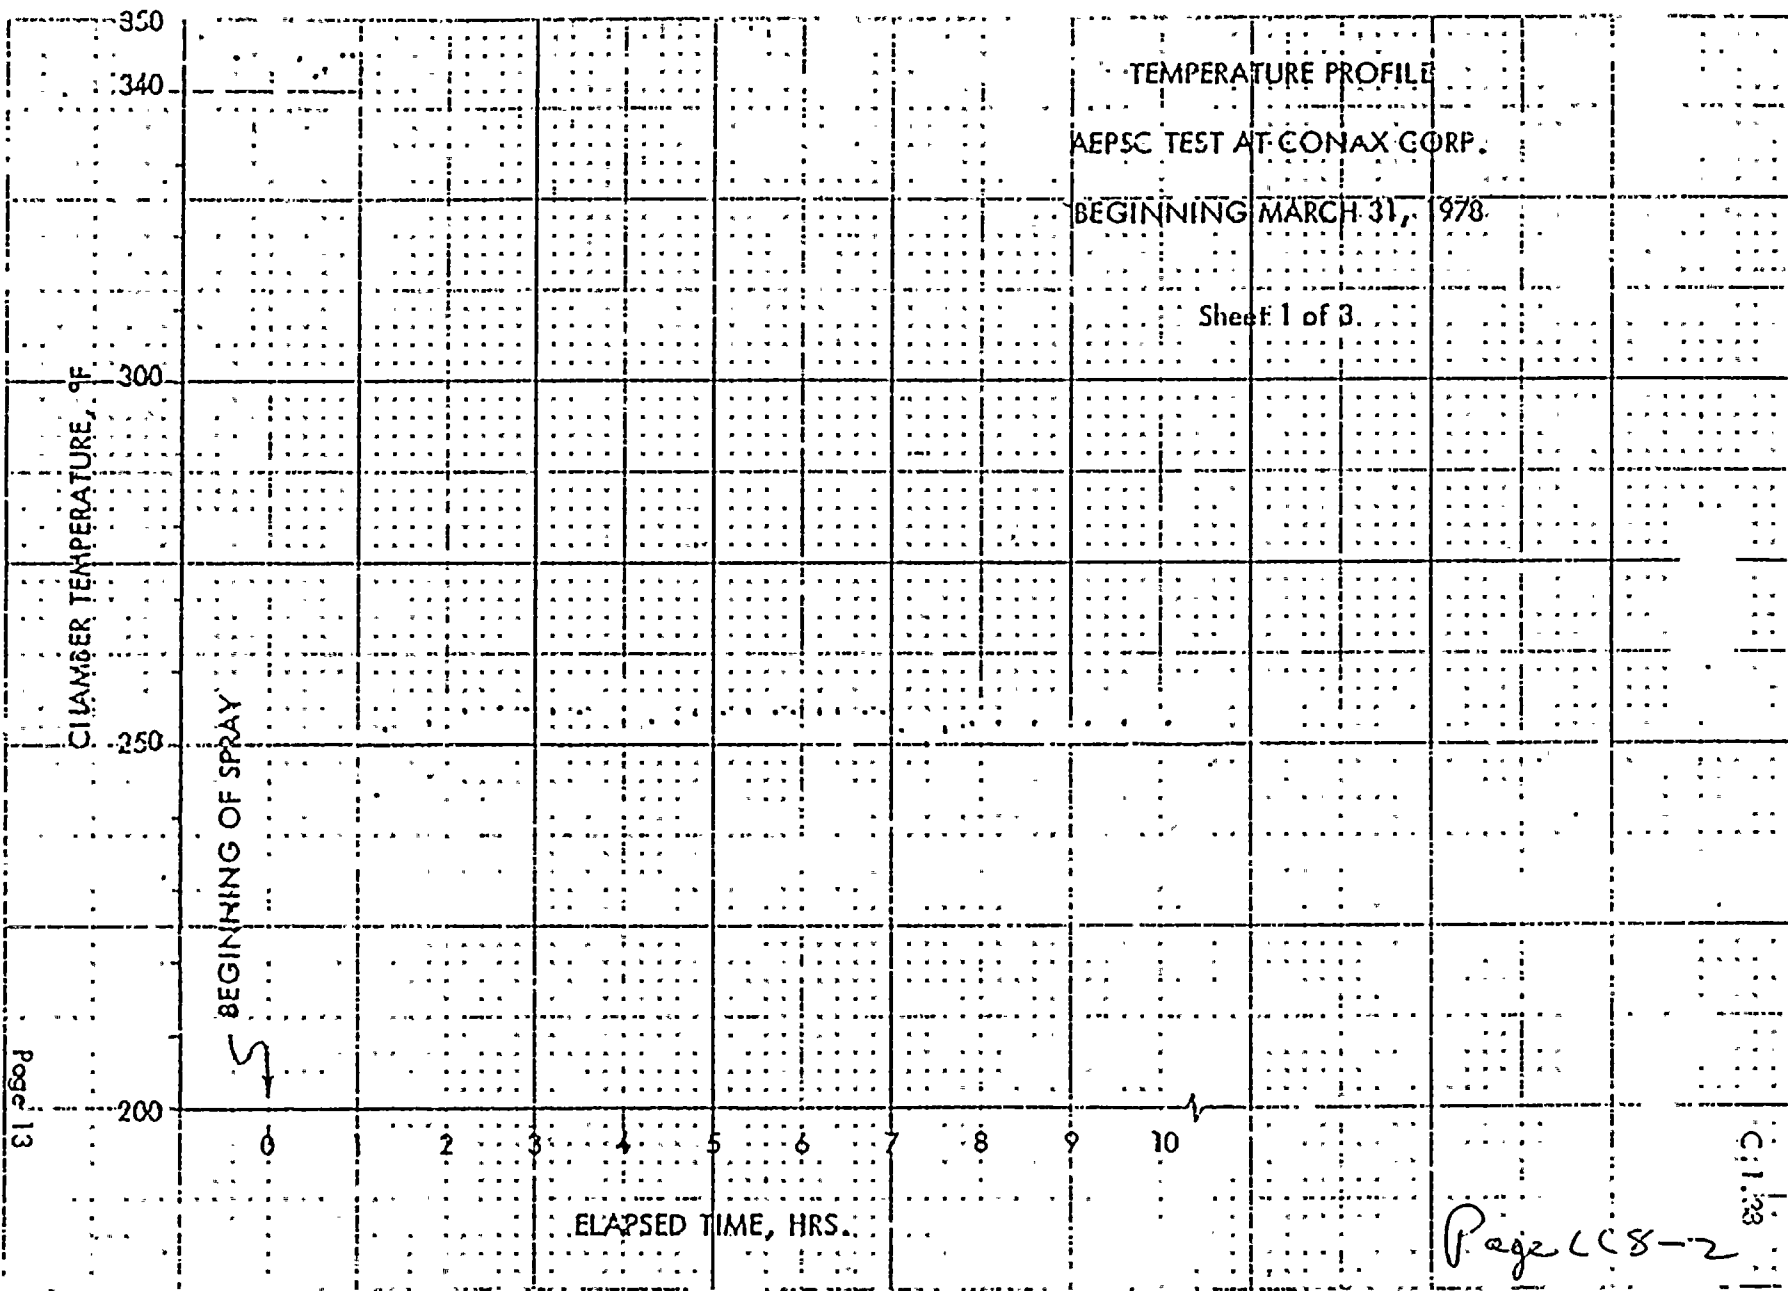 TEMPERATURE PROFILE
AEPSC TEST AT CONAX CORP.
BEGINNING MARCH 31, 1978
Sheet 1 of 3
350
340
300
250
200
CHAMBER TEMPERATURE, °F
BEGINNING OF SPRAY
0 1 2 3 4 5 6 7 8 9 10
ELAPSED TIME, HRS.
Page 13